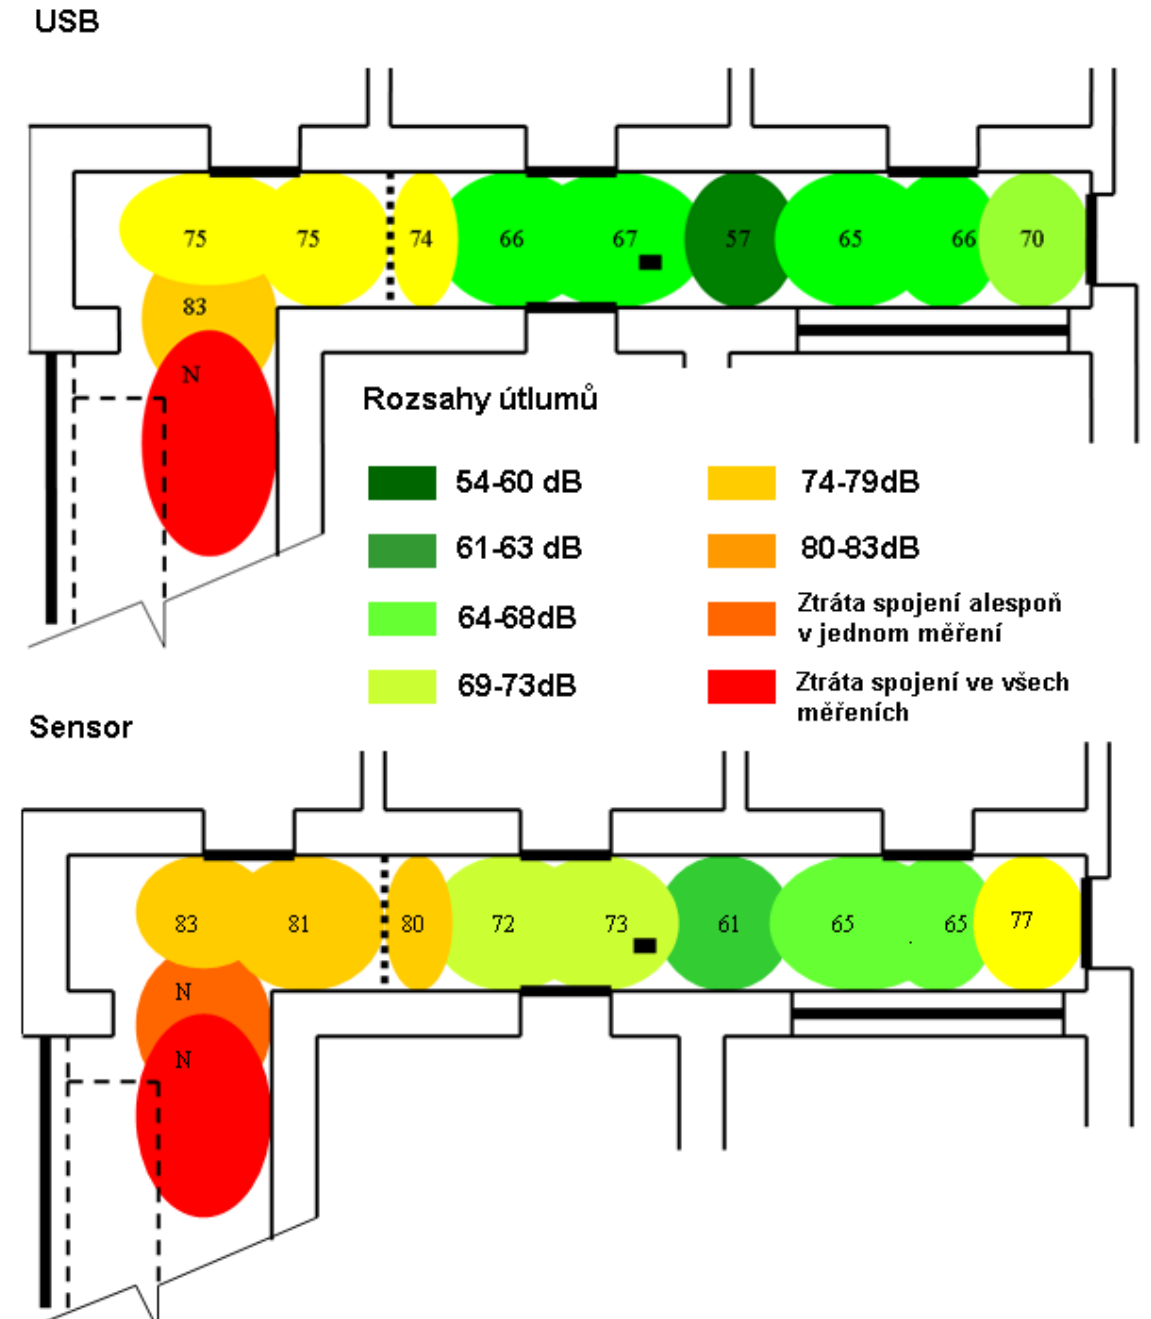 USB
75
75
74
66
67
57
65
66
70
83
N
Rozsahy útlumů
54-60 dB
74-79dB
61-63 dB
80-83dB
64-68dB
Ztráta spojení alespoň
v jednom měření
69-73dB
Ztráta spojení ve všech
měřeních
Sensor
83
81
80
72
73
61
65
65
77
N
N